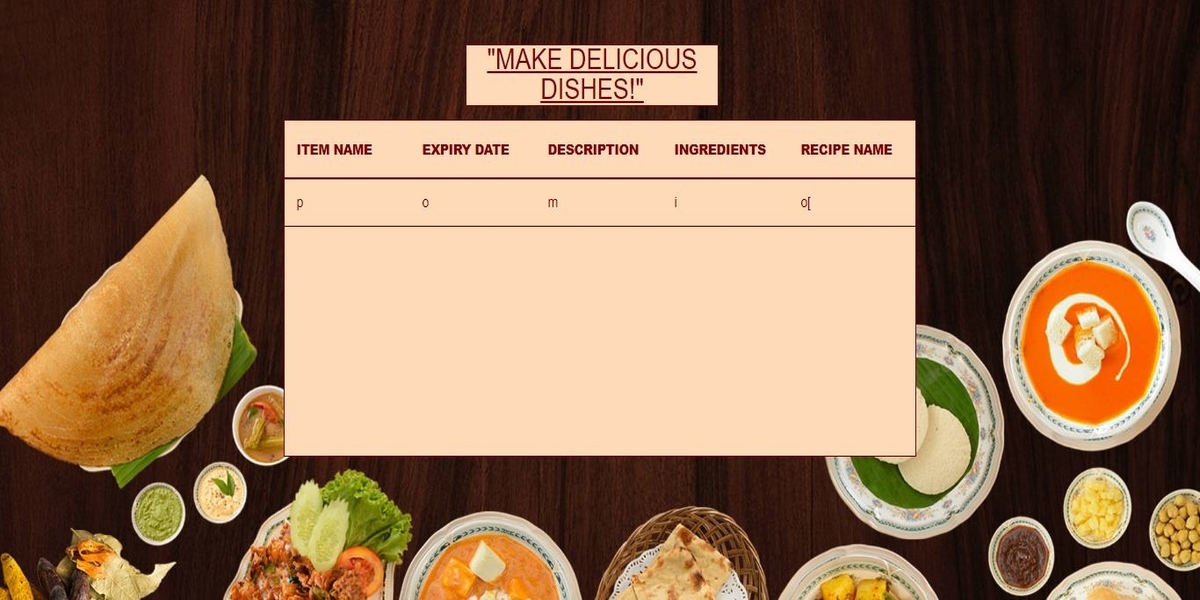 "MAKE DELICIOUS
DISHES!"
ITEM NAME EXPIRY DATE DESCRIPTION INGREDIENTS RECIPE NAME
p o m i o[